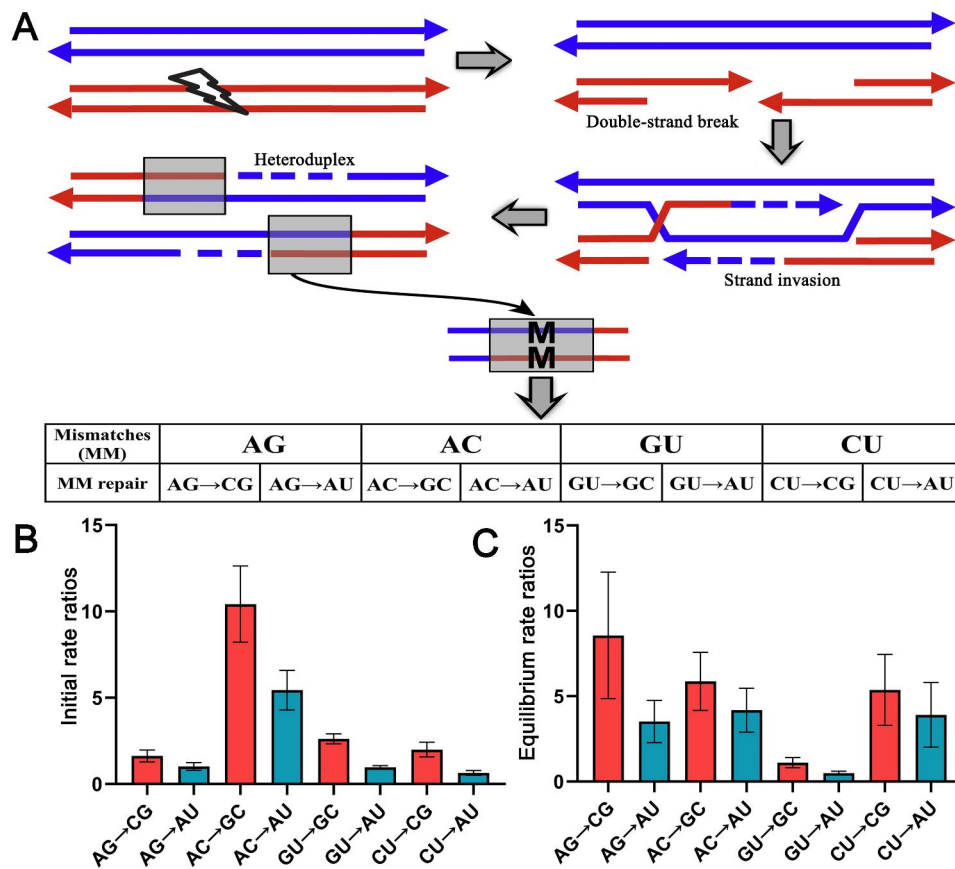 A
Double-strand break
Heteroduplex
Strand invasion
M
M
Mismatches (MM) AG AC GU CU
MM repair AG→CG AG→AU AC→GC AC→AU GU→GC GU→AU CU→CG CU→AU
B
Initial rate ratios
15
10
5
0
AG→CG
AG→AU
AC→GC
AC→AU
GU→GC
GU→AU
CU→CG
CU→AU
C
Equilibrium rate ratios
15
10
5
0
AG→CG
AG→AU
AC→GC
AC→AU
GU→GC
GU→AU
CU→CG
CU→AU